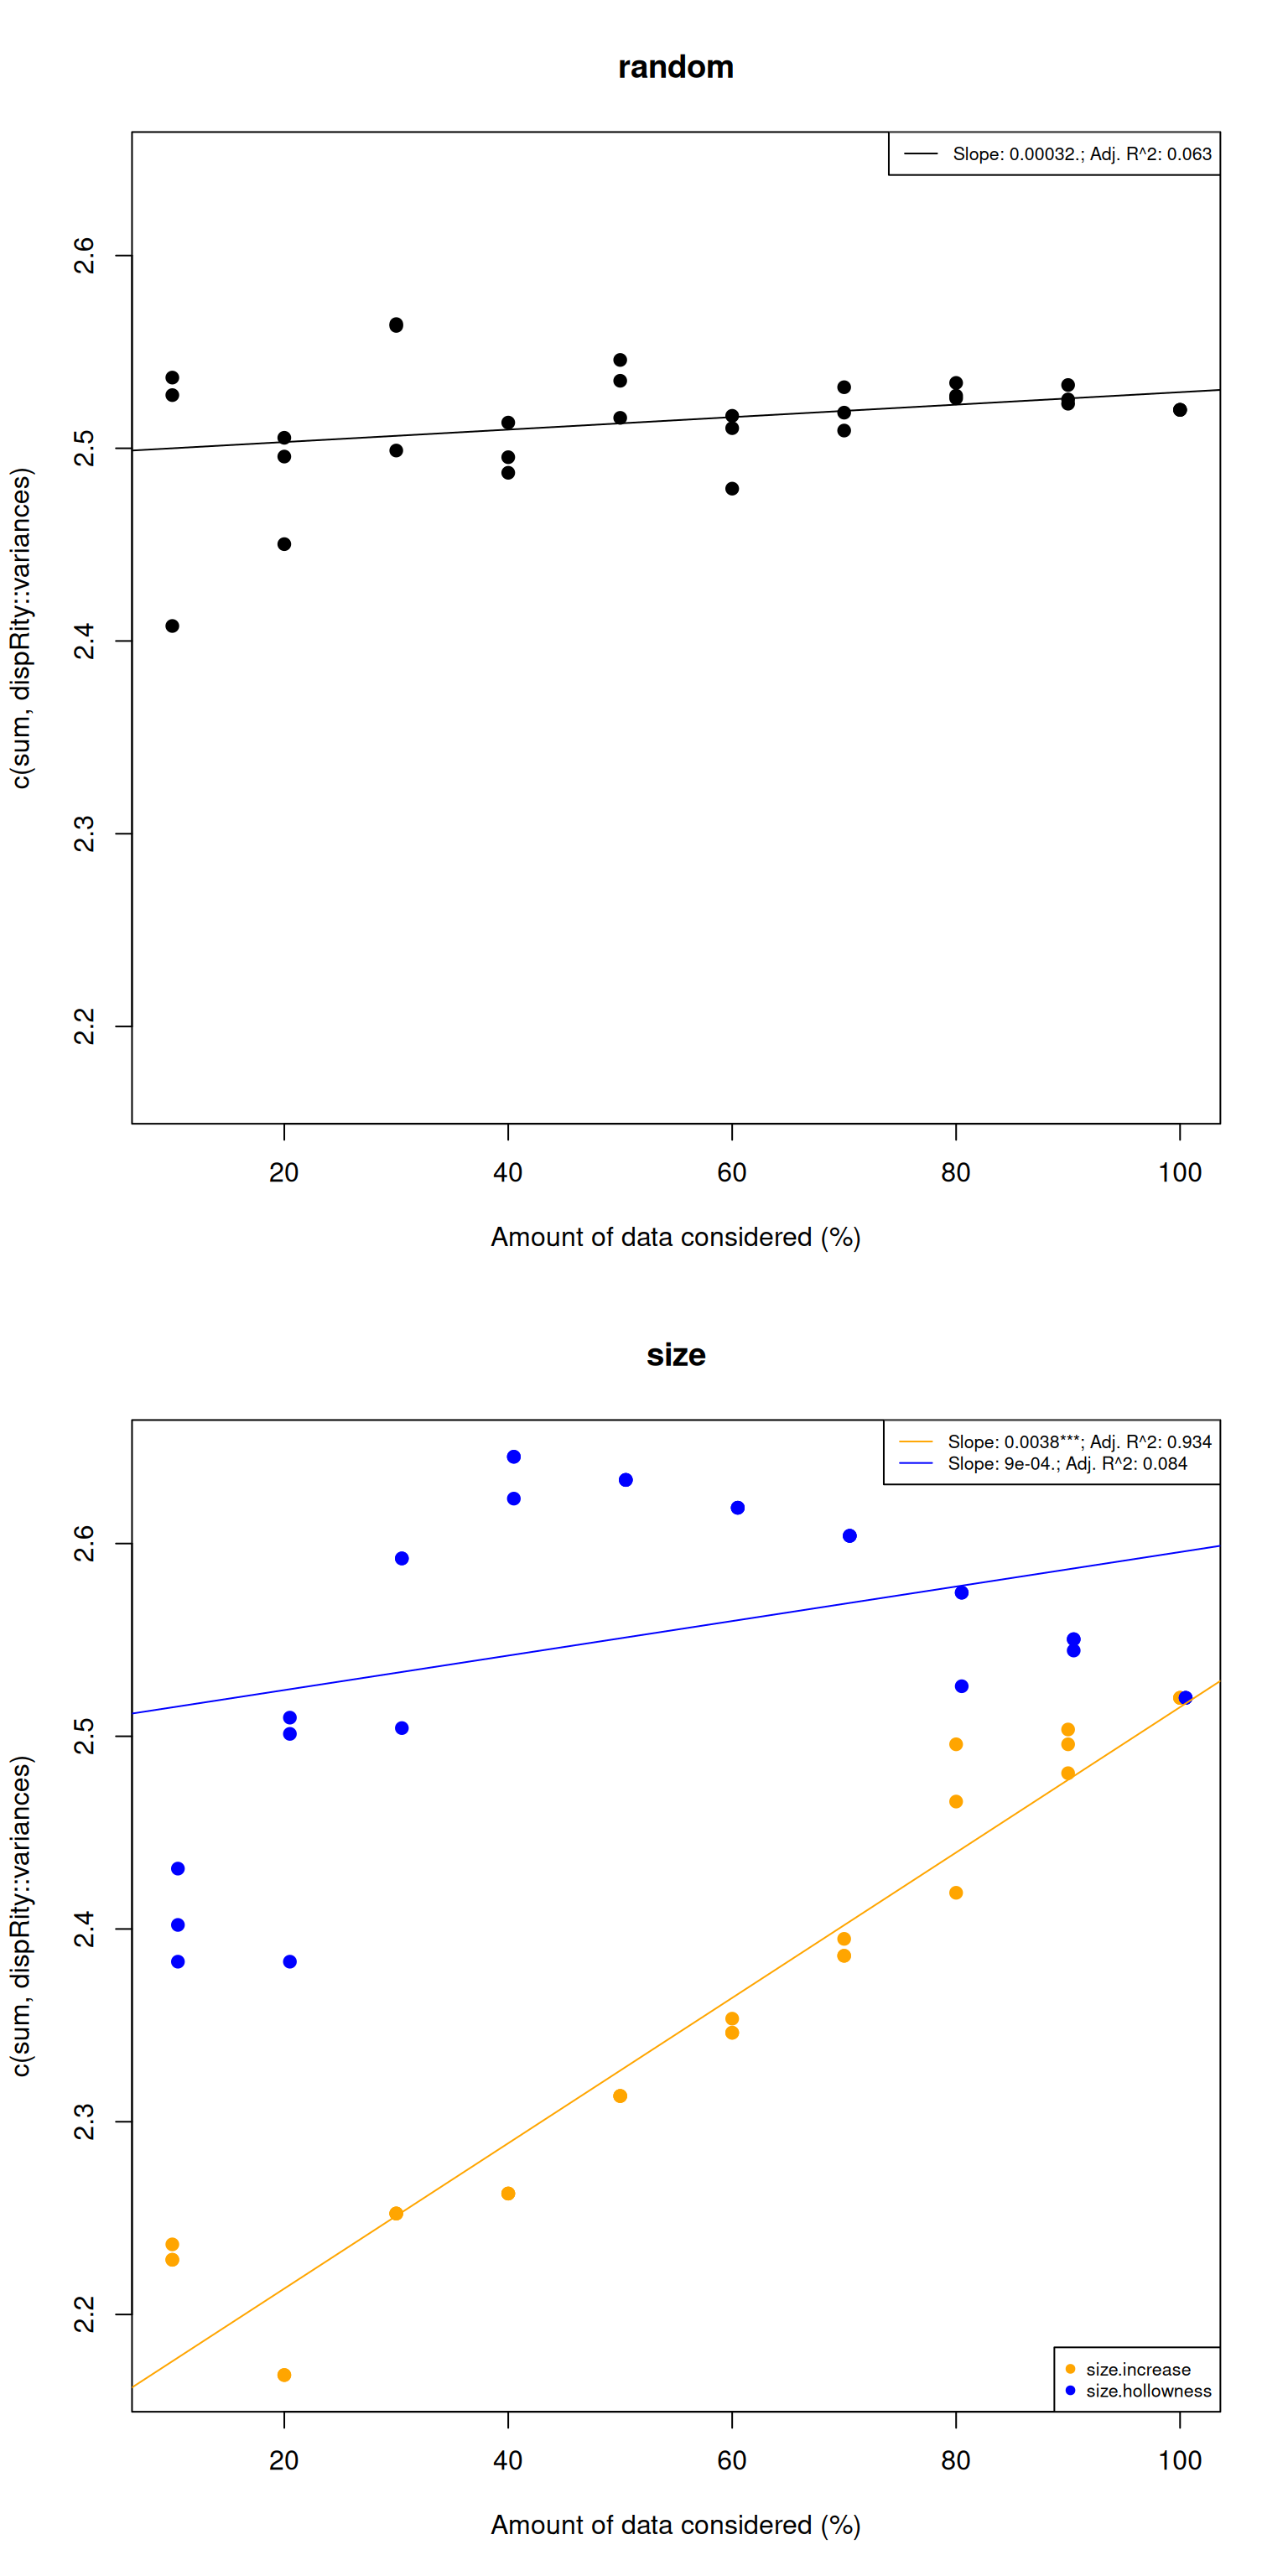 random
Slope: 0.00032.; Adj. R^2: 0.063
c(sum, dispRity::variances)
2.6
2.5
2.4
2.3
2.2
20 40 60 80 100
Amount of data considered (%)
size
Slope: 0.0038***; Adj. R^2: 0.934
Slope: 9e-04.; Adj. R^2: 0.084
c(sum, dispRity::variances)
2.6
2.5
2.4
2.3
2.2
size.increase
size.hollowness
20 40 60 80 100
Amount of data considered (%)